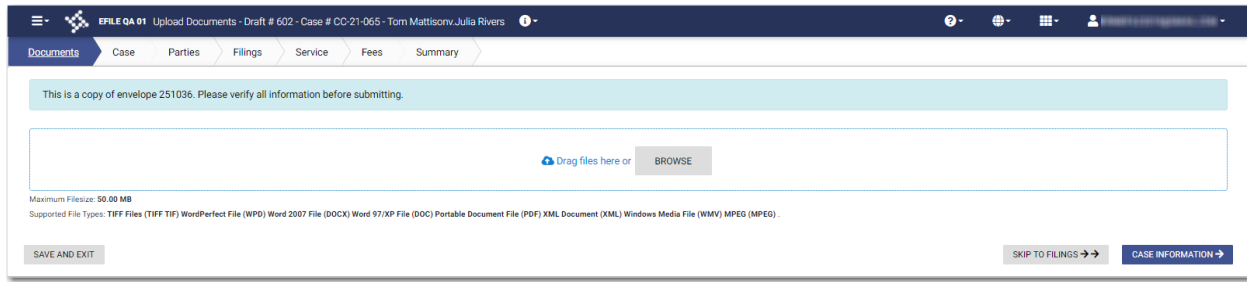 EFILE QA 01 Upload Documents - Draft # 602 - Case # CC-21-065 - Tom Mattisonv.Julia Rivers
Documents Case Parties Filings Service Fees Summary
This is a copy of envelope 251036. Please verify all information before submitting.
Drag files here or BROWSE
Maximum Filesize: 50.00 MB
Supported File Types: TIFF Files (TIFF TIF) WordPerfect File (WPD) Word 2007 File (DOCX) Word 97/XP File (DOC) Portable Document File (PDF) XML Document (XML) Windows Media File (WMV) MPEG (MPEG) .
SAVE AND EXIT SKIP TO FILINGS CASE INFORMATION